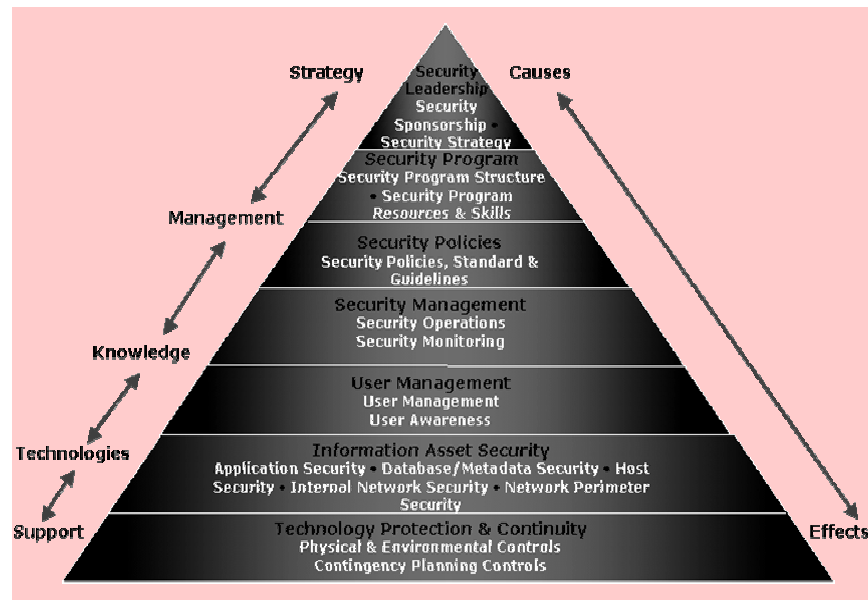 Strategy
Causes
Security
Leadership
Security
Sponsorship •
Security Strategy
Security Program
Security Program Structure
• Security Program
Resources & Skills
Management
Security Policies
Security Policies, Standard &
Guidelines
Security Management
Security Operations
Security Monitoring
Knowledge
User Management
User Management
User Awareness
Technologies
Information Asset Security
Application Security • Database/Metadata Security • Host
Security • Internal Network Security • Network Perimeter
Security
Support
Technology Protection & Continuity
Physical & Environmental Controls
Contingency Planning Controls
Effects